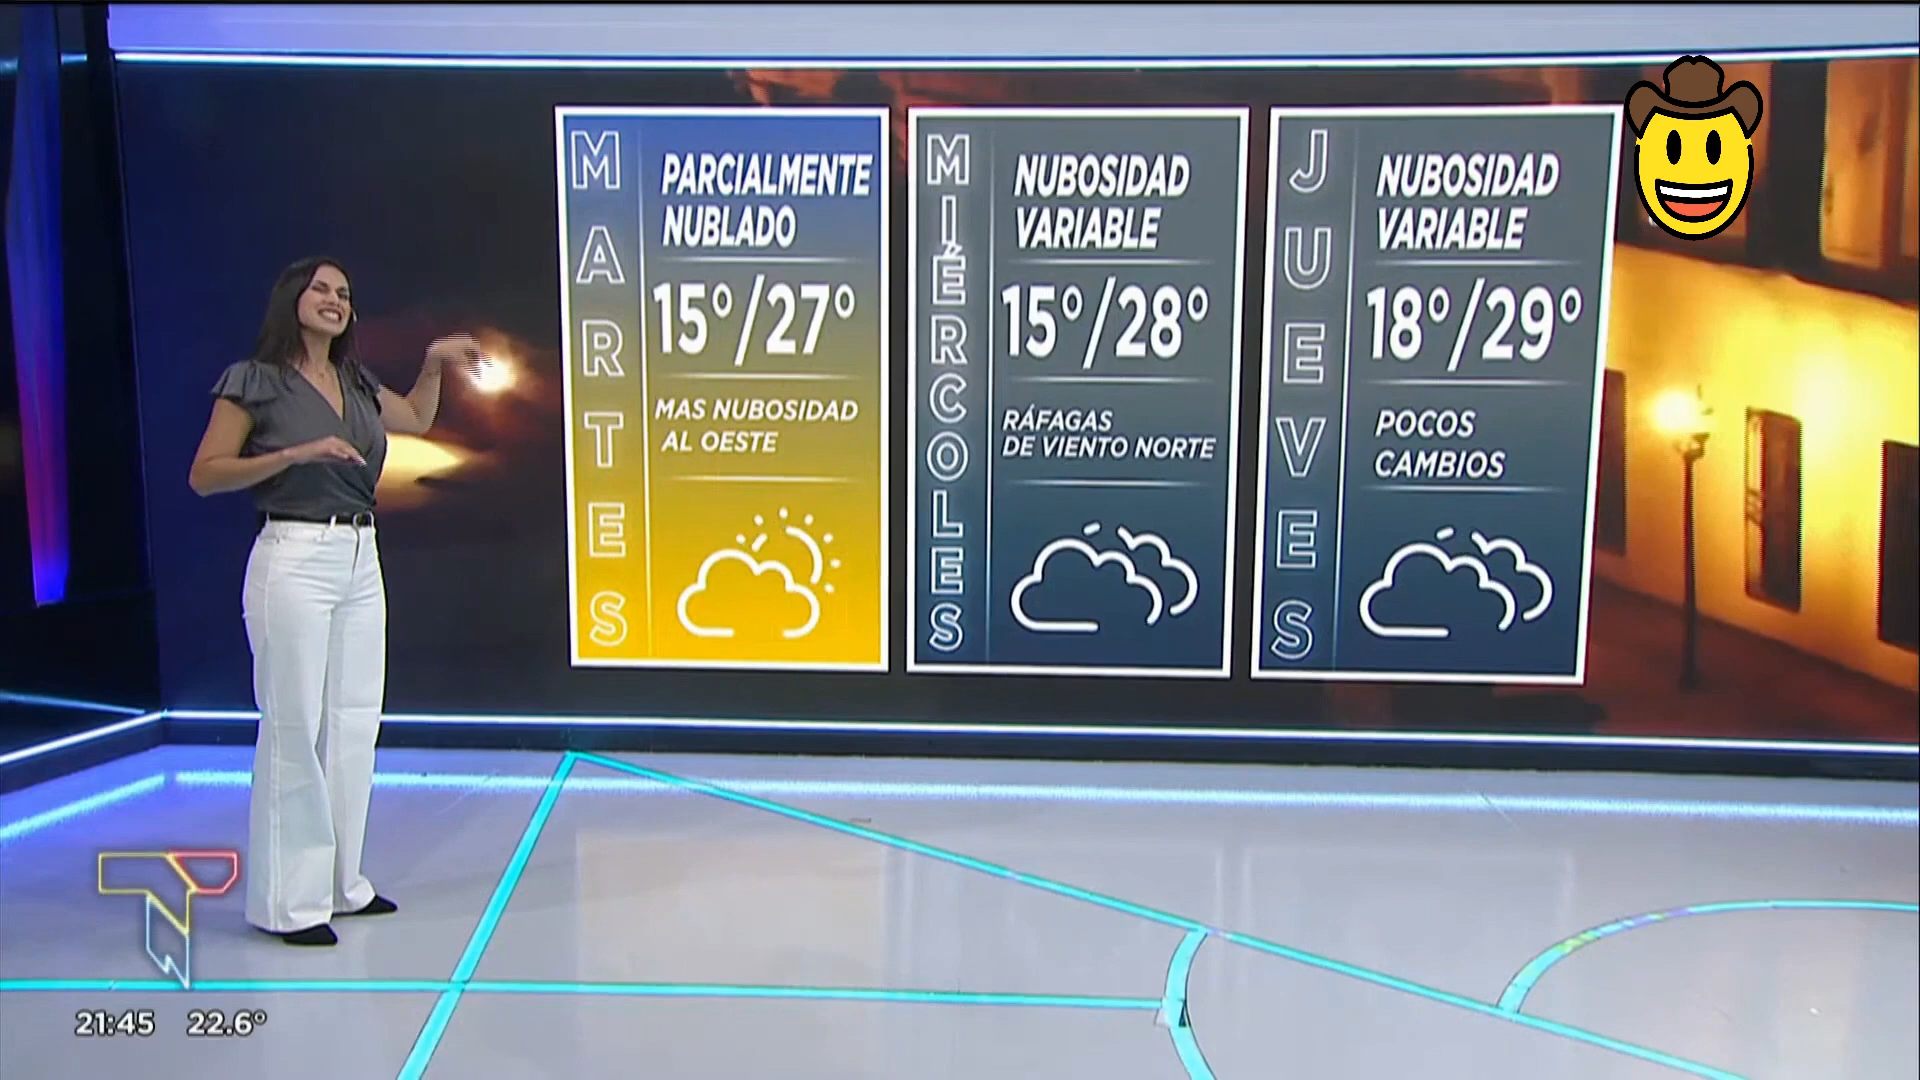 MARTES
PARCIALMENTE
NUBLADO
15°/27°
MAS NUBOSIDAD
AL OESTE
MIÉRCOLES
NUBOSIDAD
VARIABLE
15°/28°
RÁFAGAS
DE VIENTO NORTE
JUEVES
NUBOSIDAD
VARIABLE
18°/29°
POCOS
CAMBIOS
TN
21:45 22.6°